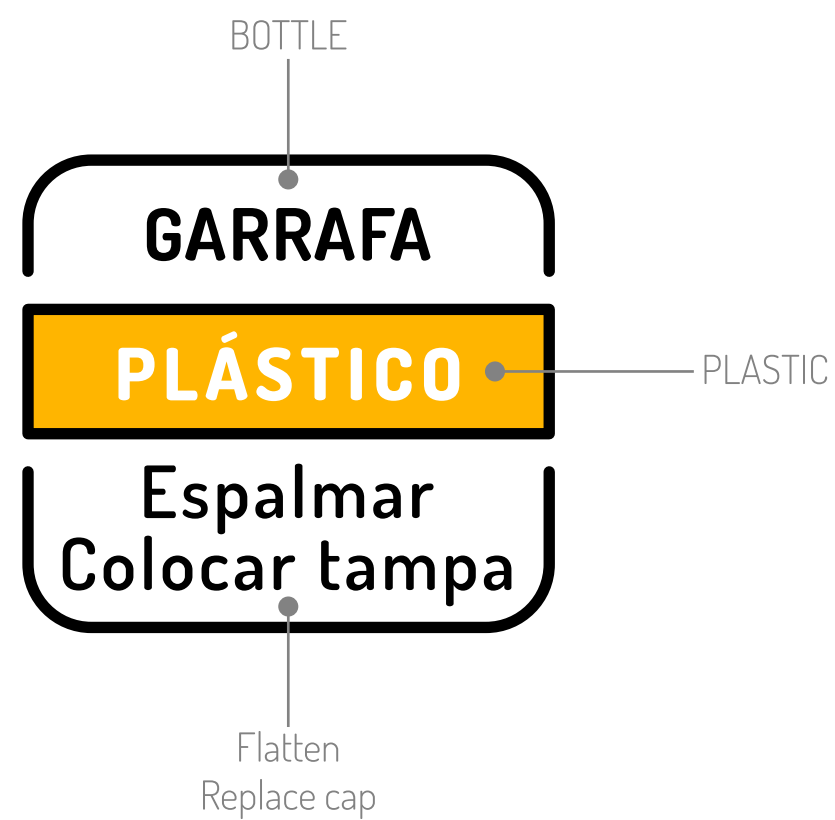 BOTTLE
GARRAFA
PLÁSTICO
PLASTIC
Espalmar
Colocar tampa
Flatten
Replace cap